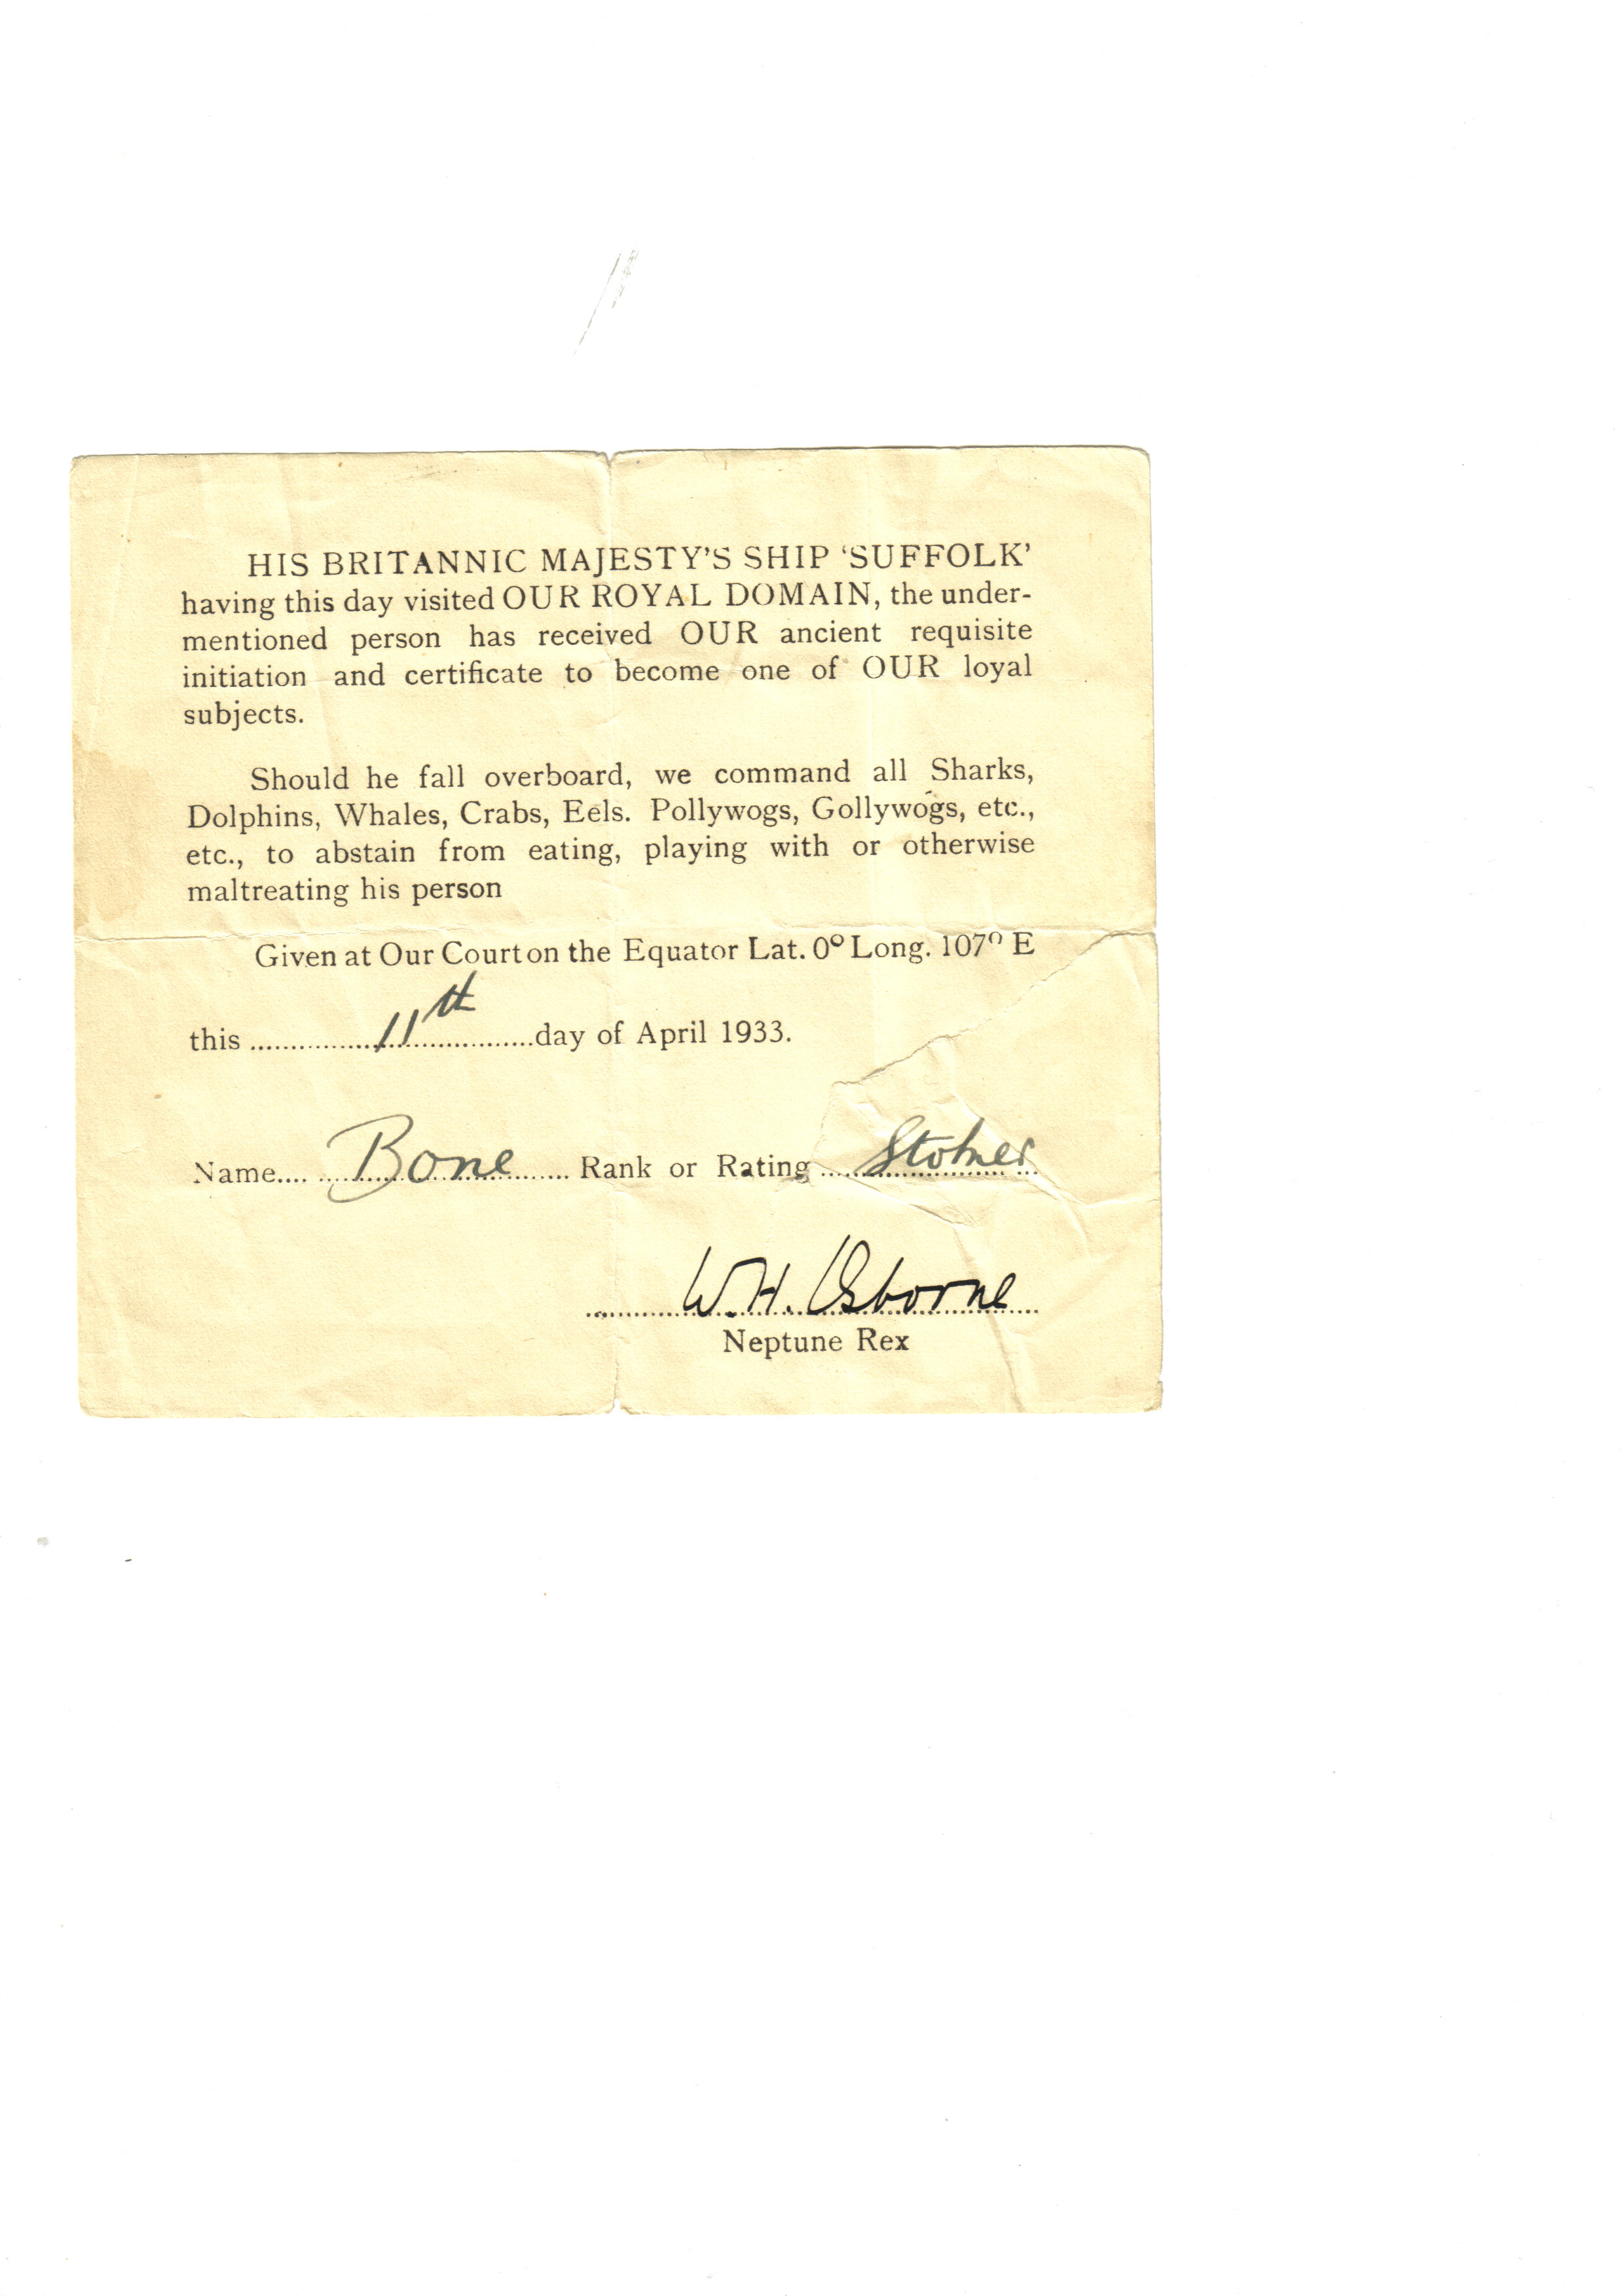 HIS BRITANNIC MAJESTY'S SHIP 'SUFFOLK'
having this day visited OUR ROYAL DOMAIN, the under-
mentioned person has received OUR ancient requisite
initiation and certificate to become one of OUR loyal
subjects.
Should he fall overboard, we command all Sharks,
Dolphins, Whales, Crabs, Eels. Pollywogs, Gollywogs, etc.,
etc., to abstain from eating, playing with or otherwise
maltreating his person
Given at Our Court on the Equator Lat. 0° Long. 107° E
this ........ 11th ........ day of April 1933.
Name.... Bone ........ Rank or Rating ........ Stoker ...
........ W.H. Osborne ........
Neptune Rex